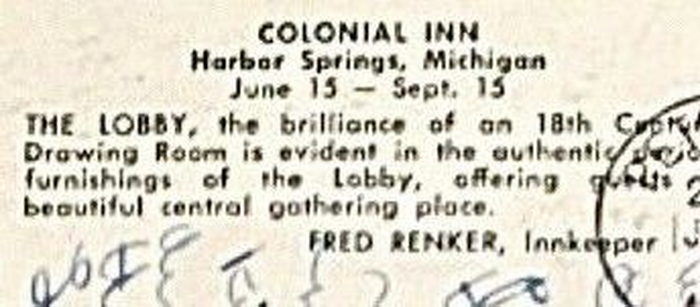 COLONIAL INN
Harbor Springs, Michigan
June 15 — Sept. 15
THE LOBBY, the brilliance of an 18th
Drawing Room is evident in the authentic
furnishings of the Lobby, offering guests
beautiful central gathering place.
FRED RENKER, Innkeeper